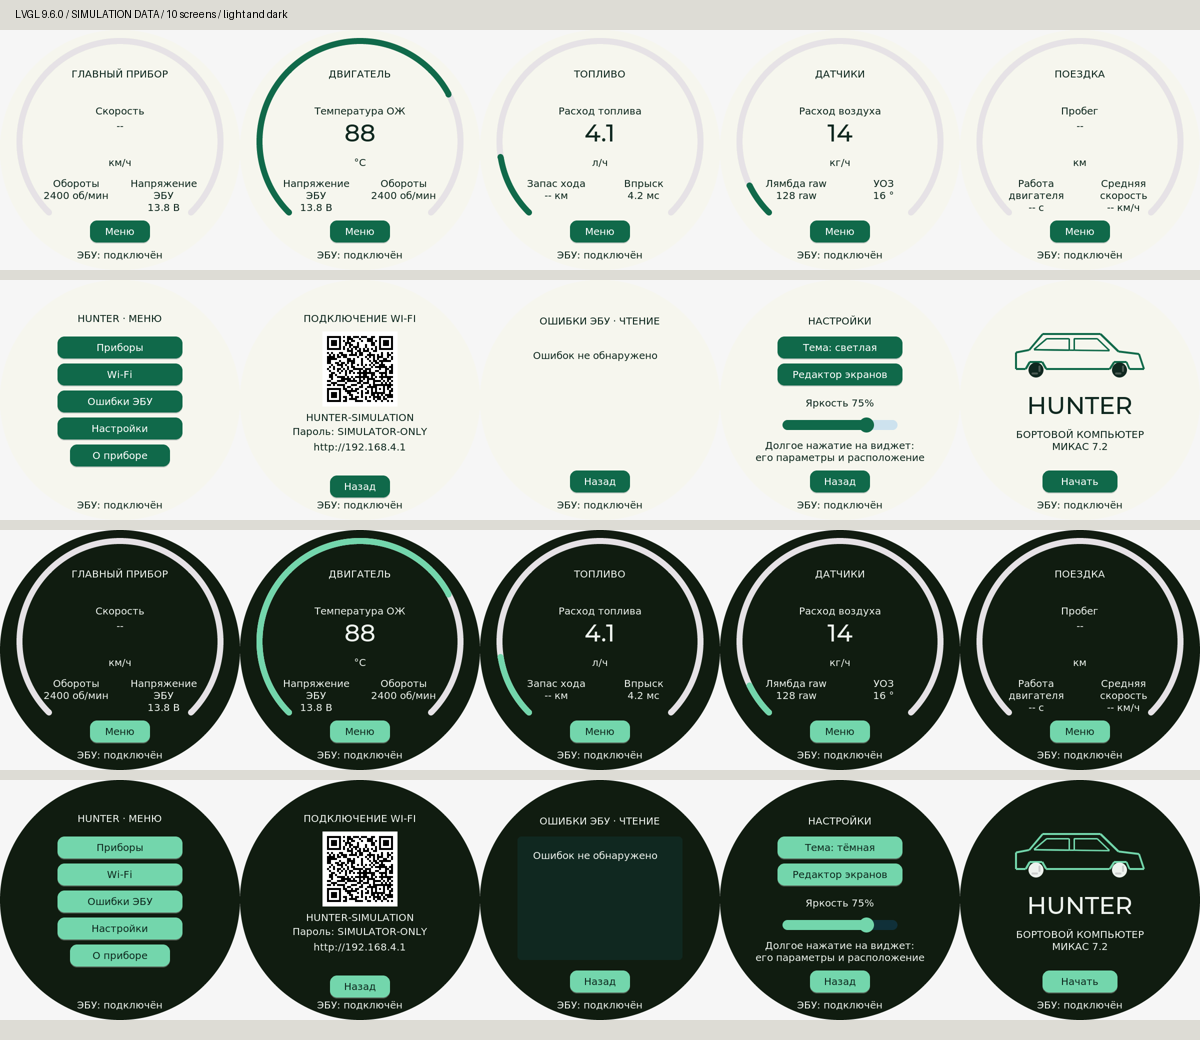 LVGL 9.6.0 / SIMULATION DATA / 10 screens / light and dark
ГЛАВНЫЙ ПРИБОР
Скорость
--
км/ч
Обороты
2400 об/мин
Напряжение
ЭБУ
13.8 В
Меню
ЭБУ: подключён
ДВИГАТЕЛЬ
Температура ОЖ
88
°C
Напряжение
ЭБУ
13.8 В
Обороты
2400 об/мин
Меню
ЭБУ: подключён
ТОПЛИВО
Расход топлива
4.1
л/ч
Запас хода
-- км
Впрыск
4.2 мс
Меню
ЭБУ: подключён
ДАТЧИКИ
Расход воздуха
14
кг/ч
Лямбда raw
128 raw
УОЗ
16 °
Меню
ЭБУ: подключён
ПОЕЗДКА
Пробег
--
км
Работа
двигателя
-- с
Средняя
скорость
-- км/ч
Меню
ЭБУ: подключён
HUNTER · МЕНЮ
Приборы
Wi-Fi
Ошибки ЭБУ
Настройки
О приборе
ЭБУ: подключён
ПОДКЛЮЧЕНИЕ WI-FI
HUNTER-SIMULATION
Пароль: SIMULATOR-ONLY
http://192.168.4.1
Назад
ЭБУ: подключён
ОШИБКИ ЭБУ · ЧТЕНИЕ
Ошибок не обнаружено
Назад
ЭБУ: подключён
НАСТРОЙКИ
Тема: светлая
Редактор экранов
Яркость 75%
Долгое нажатие на виджет:
его параметры и расположение
Назад
ЭБУ: подключён
HUNTER
БОРТОВОЙ КОМПЬЮТЕР
МИКАС 7.2
Начать
ЭБУ: подключён
ГЛАВНЫЙ ПРИБОР
Скорость
--
км/ч
Обороты
2400 об/мин
Напряжение
ЭБУ
13.8 В
Меню
ЭБУ: подключён
ДВИГАТЕЛЬ
Температура ОЖ
88
°C
Напряжение
ЭБУ
13.8 В
Обороты
2400 об/мин
Меню
ЭБУ: подключён
ТОПЛИВО
Расход топлива
4.1
л/ч
Запас хода
-- км
Впрыск
4.2 мс
Меню
ЭБУ: подключён
ДАТЧИКИ
Расход воздуха
14
кг/ч
Лямбда raw
128 raw
УОЗ
16 °
Меню
ЭБУ: подключён
ПОЕЗДКА
Пробег
--
км
Работа
двигателя
-- с
Средняя
скорость
-- км/ч
Меню
ЭБУ: подключён
HUNTER · МЕНЮ
Приборы
Wi-Fi
Ошибки ЭБУ
Настройки
О приборе
ЭБУ: подключён
ПОДКЛЮЧЕНИЕ WI-FI
HUNTER-SIMULATION
Пароль: SIMULATOR-ONLY
http://192.168.4.1
Назад
ЭБУ: подключён
ОШИБКИ ЭБУ · ЧТЕНИЕ
Ошибок не обнаружено
Назад
ЭБУ: подключён
НАСТРОЙКИ
Тема: тёмная
Редактор экранов
Яркость 75%
Долгое нажатие на виджет:
его параметры и расположение
Назад
ЭБУ: подключён
HUNTER
БОРТОВОЙ КОМПЬЮТЕР
МИКАС 7.2
Начать
ЭБУ: подключён